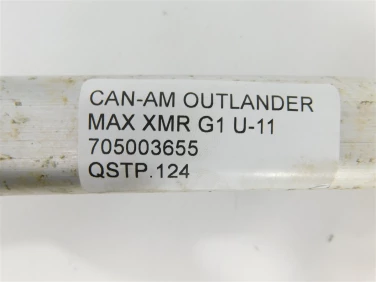 CAN-AM OUTLANDER
MAX XMR G1 U-11
705003655
QSTP.124